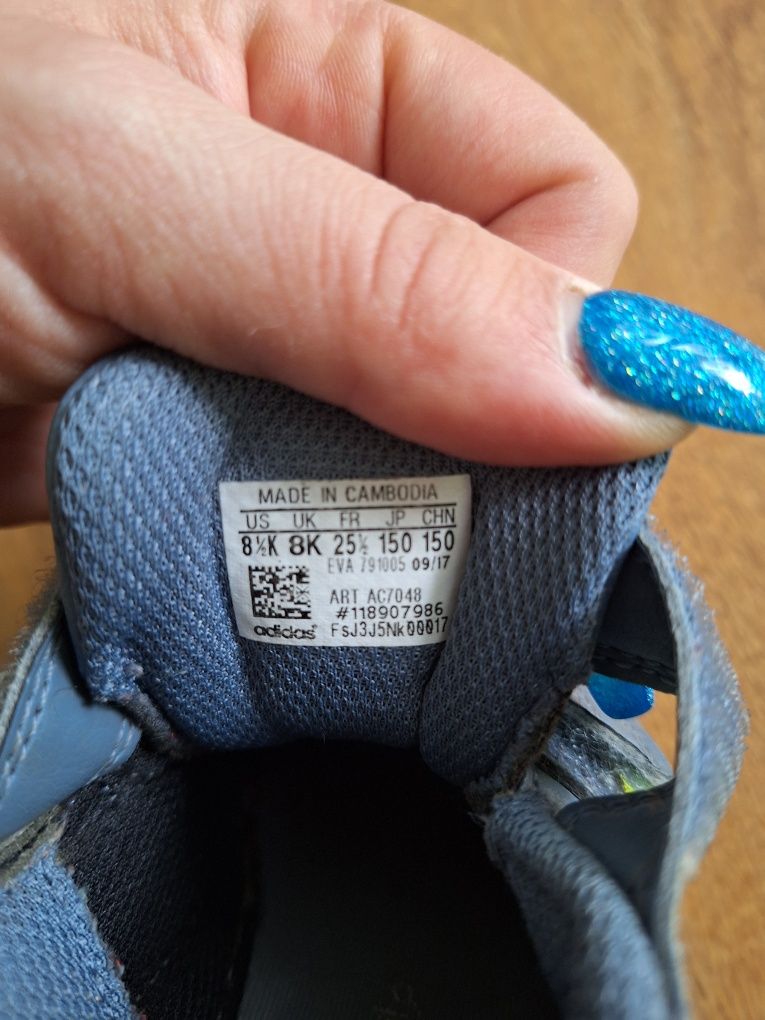 MADE IN CAMBODIA
US UK FR JP CHN
8½K 8K 25½ 150 150
EVA 791005 09/17
ART AC7048
#118907986
adidas® FsJ3J5Nk00017